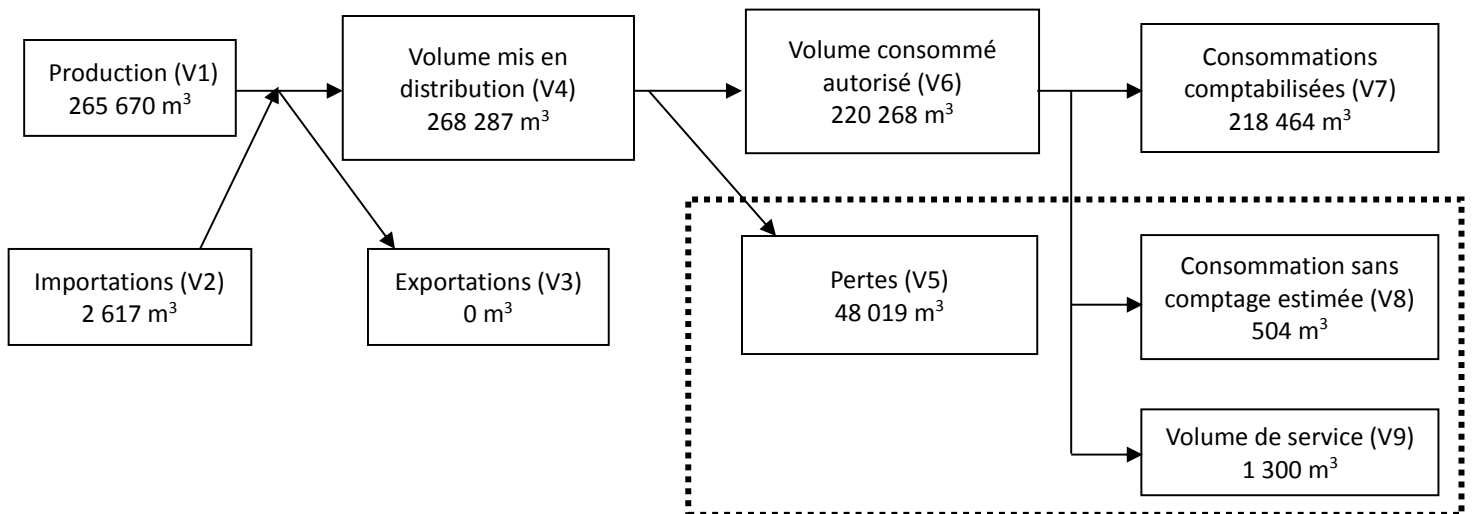 Production (V1)
265 670 m³
Volume mis en
distribution (V4)
268 287 m³
Volume consommé
autorisé (V6)
220 268 m³
Consommations
comptabilisées (V7)
218 464 m³
Importations (V2)
2 617 m³
Exportations (V3)
0 m³
Pertes (V5)
48 019 m³
Consommation sans
comptage estimée (V8)
504 m³
Volume de service (V9)
1 300 m³